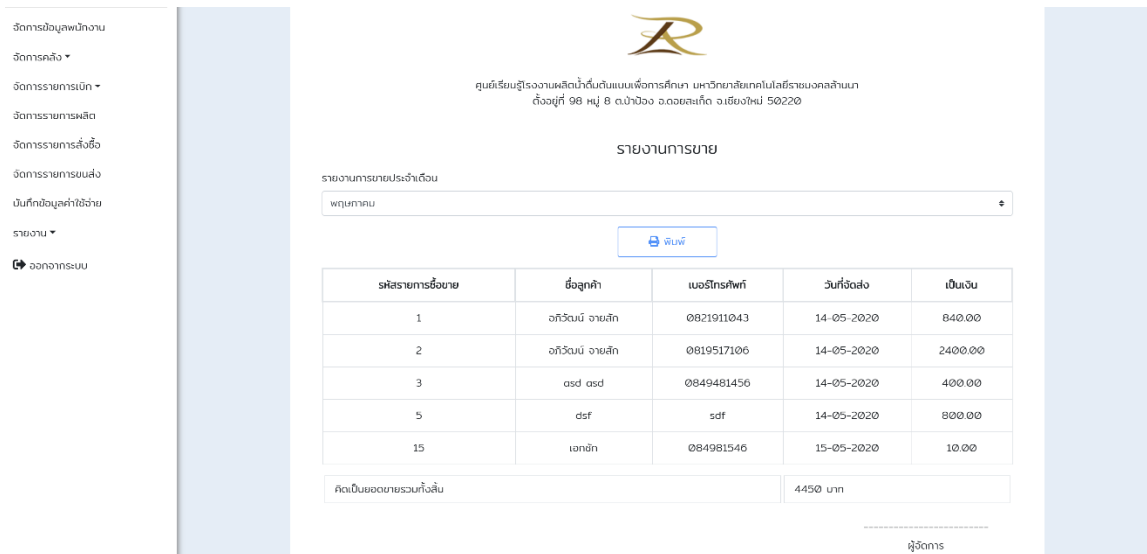 จัดการข้อมูลพนักงาน
จัดการคลัง
จัดการรายการเบิก
จัดการรายการผลิต
จัดการรายการสั่งซื้อ
จัดการรายการขนส่ง
บันทึกข้อมูลค่าใช้จ่าย
รายงาน
ออกจากระบบ
ศูนย์เรียนรู้โรงงานผลิตน้ำดื่มต้นแบบเพื่อการศึกษา มหาวิทยาลัยเทคโนโลยีราชมงคลล้านนา
ตั้งอยู่ที่ 98 หมู่ 8 ต.ป่าป้อง อ.ดอยสะเก็ด จ.เชียงใหม่ 50220
รายงานการขาย
รายงานการขายประจำเดือน
พฤษภาคม
พิมพ์
รหัสรายการซื้อขาย ชื่อลูกค้า เบอร์โทรศัพท์ วันที่จัดส่ง เป็นเงิน
1 อภิวัฒน์ จายสัก 0821911043 14-05-2020 840.00
2 อภิวัฒน์ จายสัก 0819517106 14-05-2020 2400.00
3 asd asd 0849481456 14-05-2020 400.00
5 dsf sdf 14-05-2020 800.00
15 เอกชัก 084981546 15-05-2020 10.00
คิดเป็นยอดขายรวมทั้งสิ้น 4450 บาท
-------------------------
ผู้จัดการ